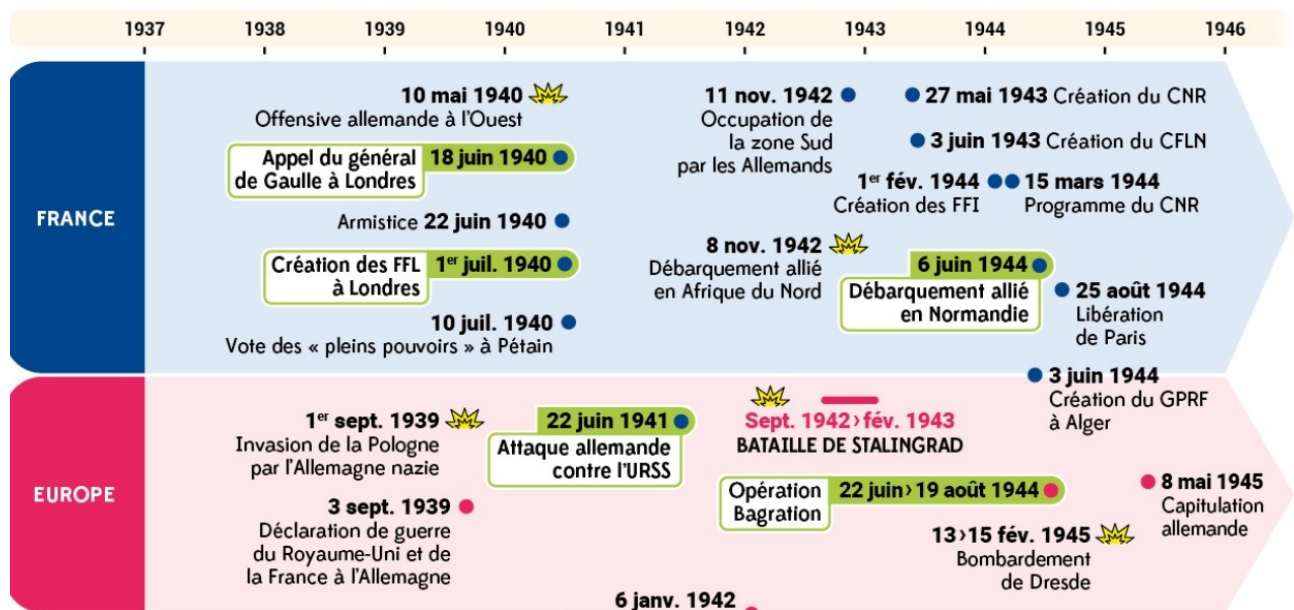 1937 1938 1939 1940 1941 1942 1943 1944 1945 1946
FRANCE
10 mai 1940
Offensive allemande à l'Ouest
Appel du général
de Gaulle à Londres
18 juin 1940
Armistice 22 juin 1940
Création des FFL
à Londres
1er juil. 1940
10 juil. 1940
Vote des « pleins pouvoirs » à Pétain
11 nov. 1942
Occupation de
la zone Sud
par les Allemands
27 mai 1943 Création du CNR
3 juin 1943 Création du CFLN
1er fév. 1944
Création des FFI
15 mars 1944
Programme du CNR
8 nov. 1942
Débarquement allié
en Afrique du Nord
6 juin 1944
Débarquement allié
en Normandie
25 août 1944
Libération
de Paris
3 juin 1944
Création du GPRF
à Alger
EUROPE
1er sept. 1939
Invasion de la Pologne
par l'Allemagne nazie
3 sept. 1939
Déclaration de guerre
du Royaume-Uni et de
la France à l'Allemagne
22 juin 1941
Attaque allemande
contre l'URSS
Sept. 1942 › fév. 1943
BATAILLE DE STALINGRAD
Opération
Bagration
22 juin › 19 août 1944
13 › 15 fév. 1945
Bombardement
de Dresde
8 mai 1945
Capitulation
allemande
6 janv. 1942